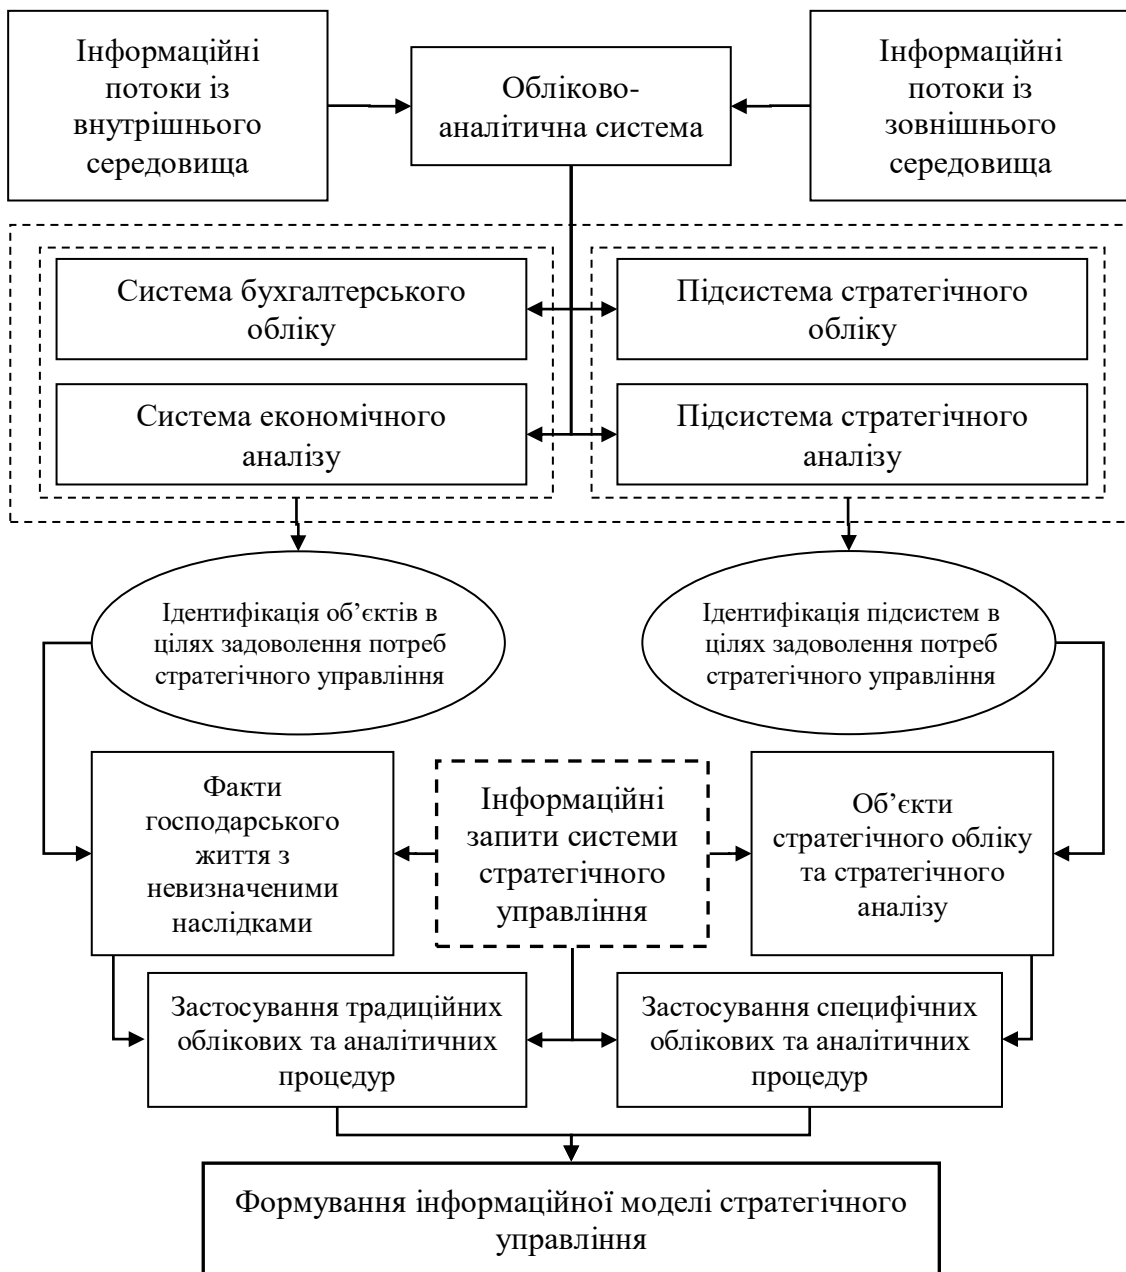 Інформаційні
потоки із
внутрішнього
середовища
Обліково-
аналітична система
Інформаційні
потоки із
зовнішнього
середовища
Система бухгалтерського
обліку
Підсистема стратегічного
обліку
Система економічного
аналізу
Підсистема стратегічного
аналізу
Ідентифікація об’єктів в
цілях задоволення потреб
стратегічного управління
Ідентифікація підсистем в
цілях задоволення потреб
стратегічного управління
Факти
господарського
життя з
невизначеними
наслідками
Інформаційні
запити системи
стратегічного
управління
Об’єкти
стратегічного обліку
та стратегічного
аналізу
Застосування традиційних
облікових та аналітичних
процедур
Застосування специфічних
облікових та аналітичних
процедур
Формування інформаційної моделі стратегічного
управління